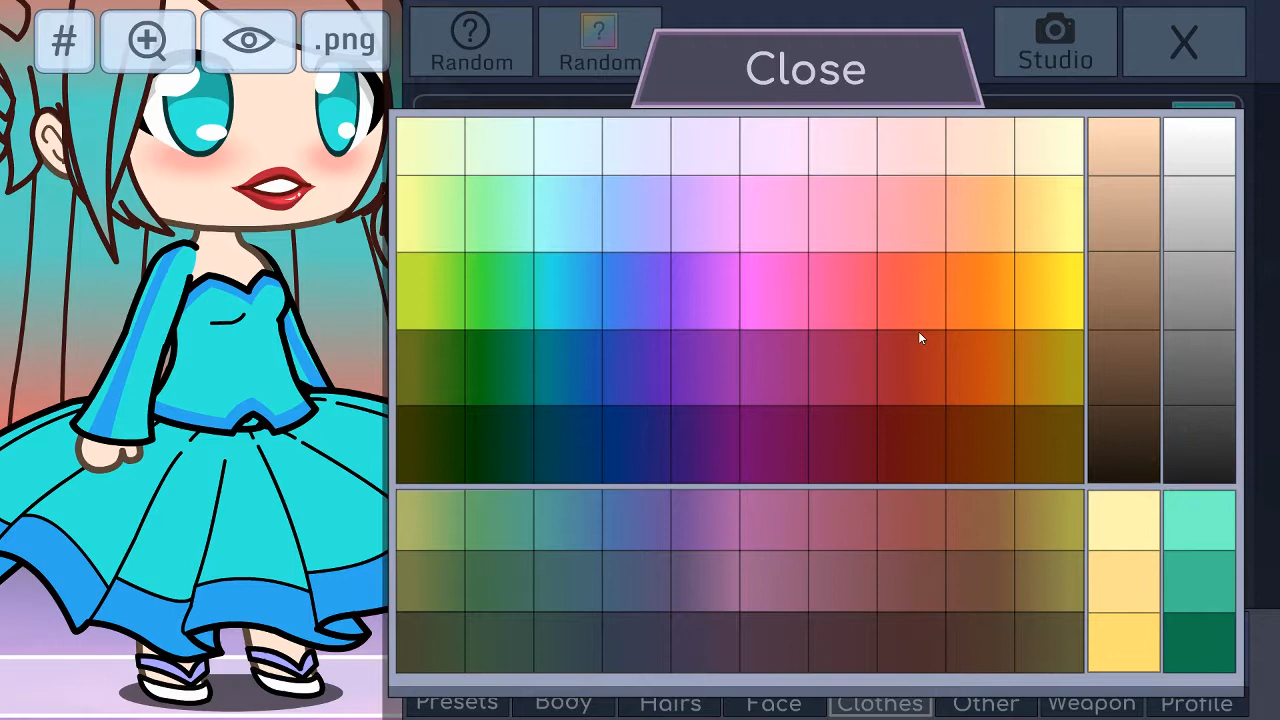 #
.png
?
Random
?
Random
Close
Studio
X
Presets
Body
Hairs
Face
Clothes
Other
Weapon
Profile